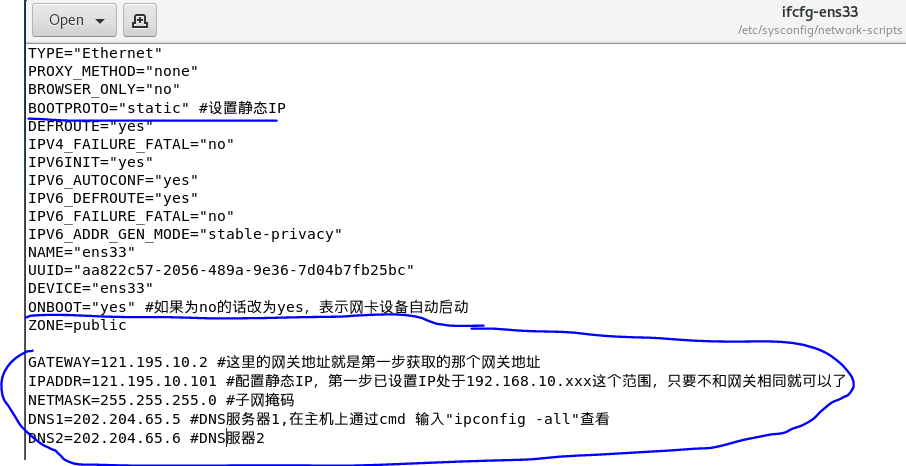 Open
ifcfg-ens33
/etc/sysconfig/network-scripts
TYPE="Ethernet"
PROXY_METHOD="none"
BROWSER_ONLY="no"
BOOTPROTO="static" #设置静态IP
DEFROUTE="yes"
IPV4_FAILURE_FATAL="no"
IPV6INIT="yes"
IPV6_AUTOCONF="yes"
IPV6_DEFROUTE="yes"
IPV6_FAILURE_FATAL="no"
IPV6_ADDR_GEN_MODE="stable-privacy"
NAME="ens33"
UUID="aa822c57-2056-489a-9e36-7d04b7fb25bc"
DEVICE="ens33"
ONBOOT="yes" #如果为no的话改为yes，表示网卡设备自动启动
ZONE=public
GATEWAY=121.195.10.2 #这里的网关地址就是第一步获取的那个网关地址
IPADDR=121.195.10.101 #配置静态IP，第一步已设置IP处于192.168.10.xxx这个范围，只要不和网关相同就可以了
NETMASK=255.255.255.0 #子网掩码
DNS1=202.204.65.5 #DNS服务器1,在主机上通过cmd 输入"ipconfig -all"查看
DNS2=202.204.65.6 #DNS服器2